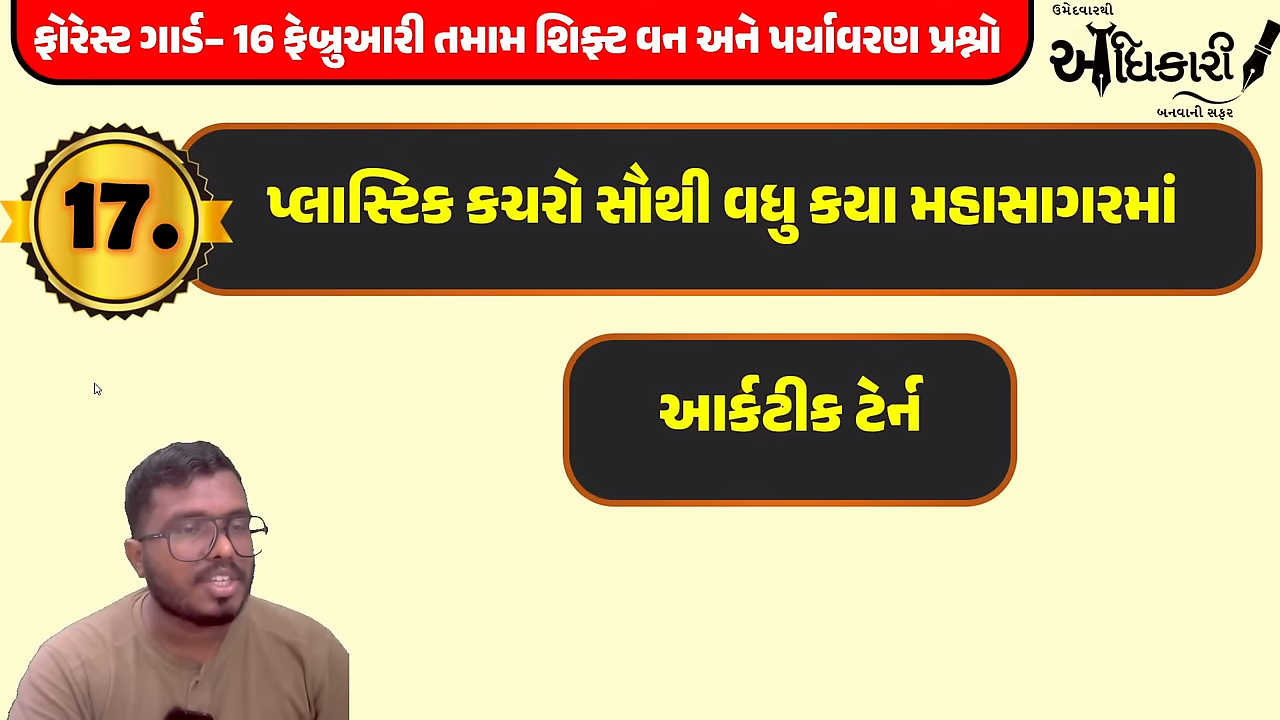 ફોરેસ્ટ ગાર્ડ– 16 ફેબ્રુઆરી તમામ શિફ્ટ વન અને પર્યાવરણ પ્રશ્નો
ઉમેદવારથી
અધિકારી
બનવાની સફર
17.
પ્લાસ્ટિક કચરો સૌથી વધુ કયા મહાસાગરમાં
આર્કટીક ટેર્ન